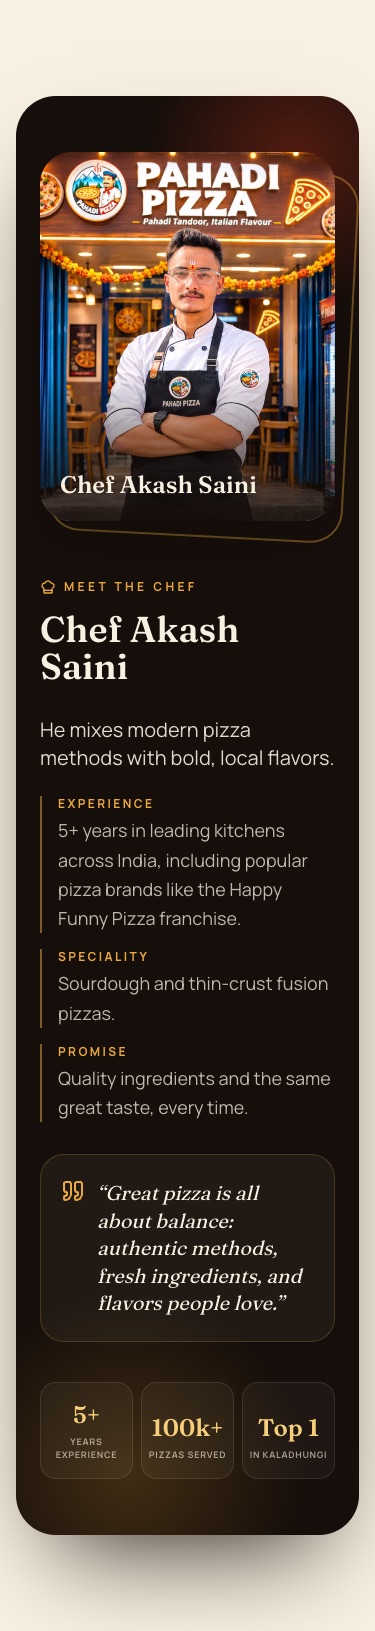 PAHADI
PIZZA
Pahadi Tandoor, Italian Flavour
PAHADI PIZZA
PAHADI PIZZA
Chef Akash Saini
MEET THE CHEF
Chef Akash
Saini
He mixes modern pizza
methods with bold, local flavors.
EXPERIENCE
5+ years in leading kitchens
across India, including popular
pizza brands like the Happy
Funny Pizza franchise.
SPECIALITY
Sourdough and thin-crust fusion
pizzas.
PROMISE
Quality ingredients and the same
great taste, every time.
“Great pizza is all
about balance:
authentic methods,
fresh ingredients, and
flavors people love.”
5+
YEARS
EXPERIENCE
100k+
PIZZAS SERVED
Top 1
IN KALADHUNGI